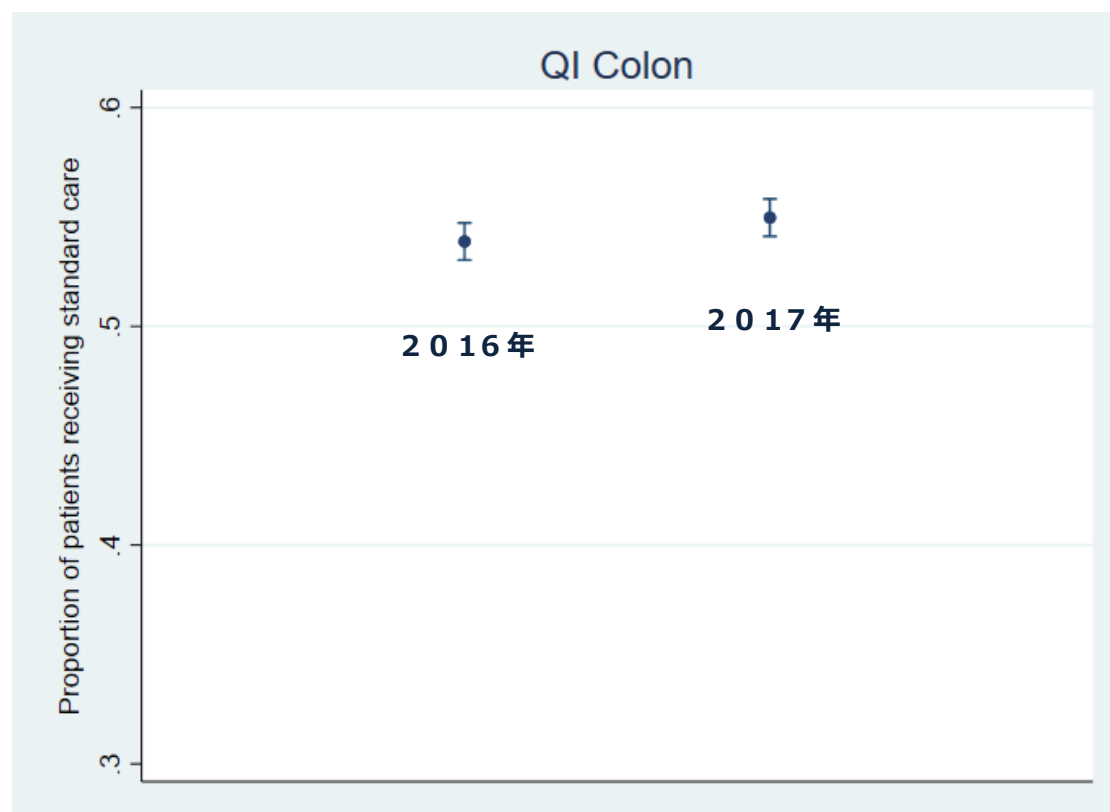 QI Colon
Proportion of patients receiving standard care
.6
.5
.4
.3
２０１６年
２０１７年